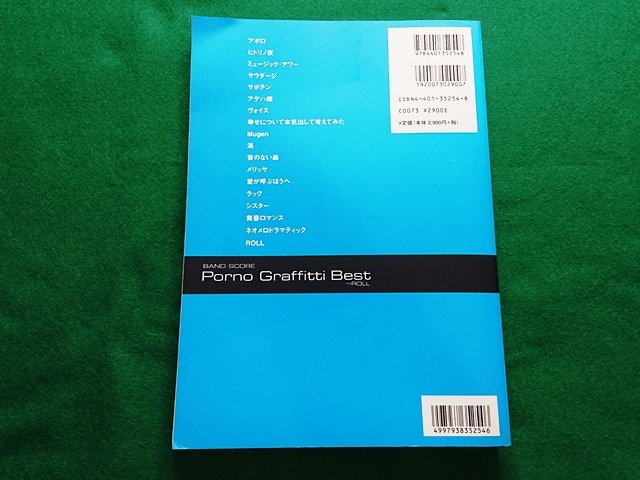 アポロ
ヒトリノ夜
ミュージック・アワー
サウダージ
サボテン
アゲハ蝶
ヴォイス
幸せについて本気出して考えてみた
Mugen
渦
音のない森
メリッサ
愛が呼ぶほうへ
ラック
シスター
黄昏ロマンス
ネオメロドラマティック
ROLL
9784401352548
1920073029007
ISBN4-401-35254-8
C0073 ¥2900E
●定価(本体2,900円+税)
BAND SCORE
Porno Graffitti Best
~ROLL
4997938352546